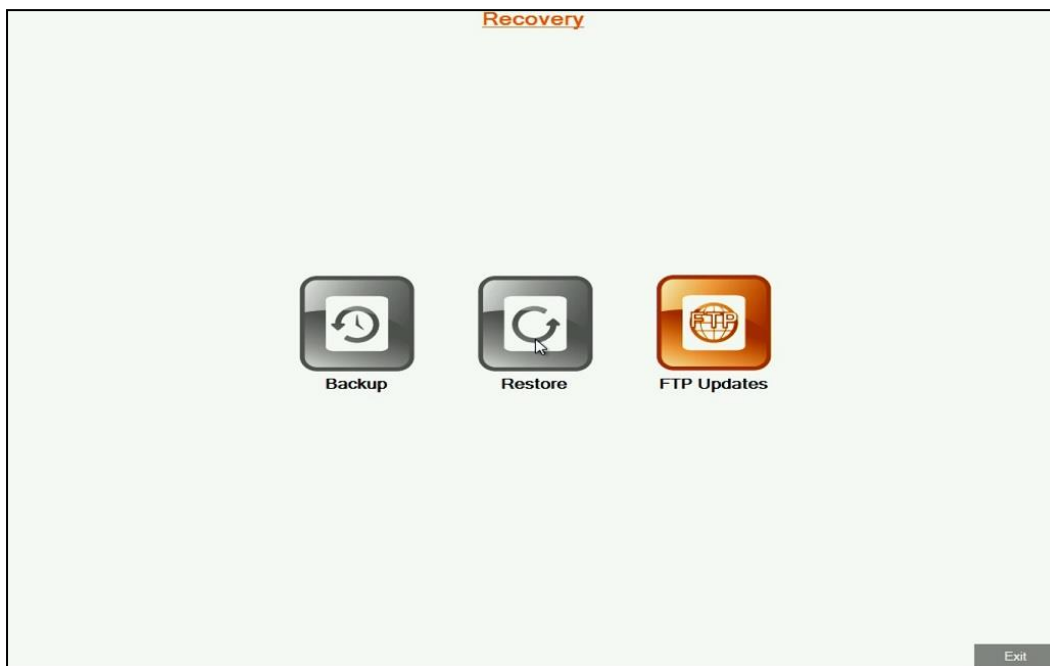 Recovery
FTP
Backup
Restore
FTP Updates
Exit